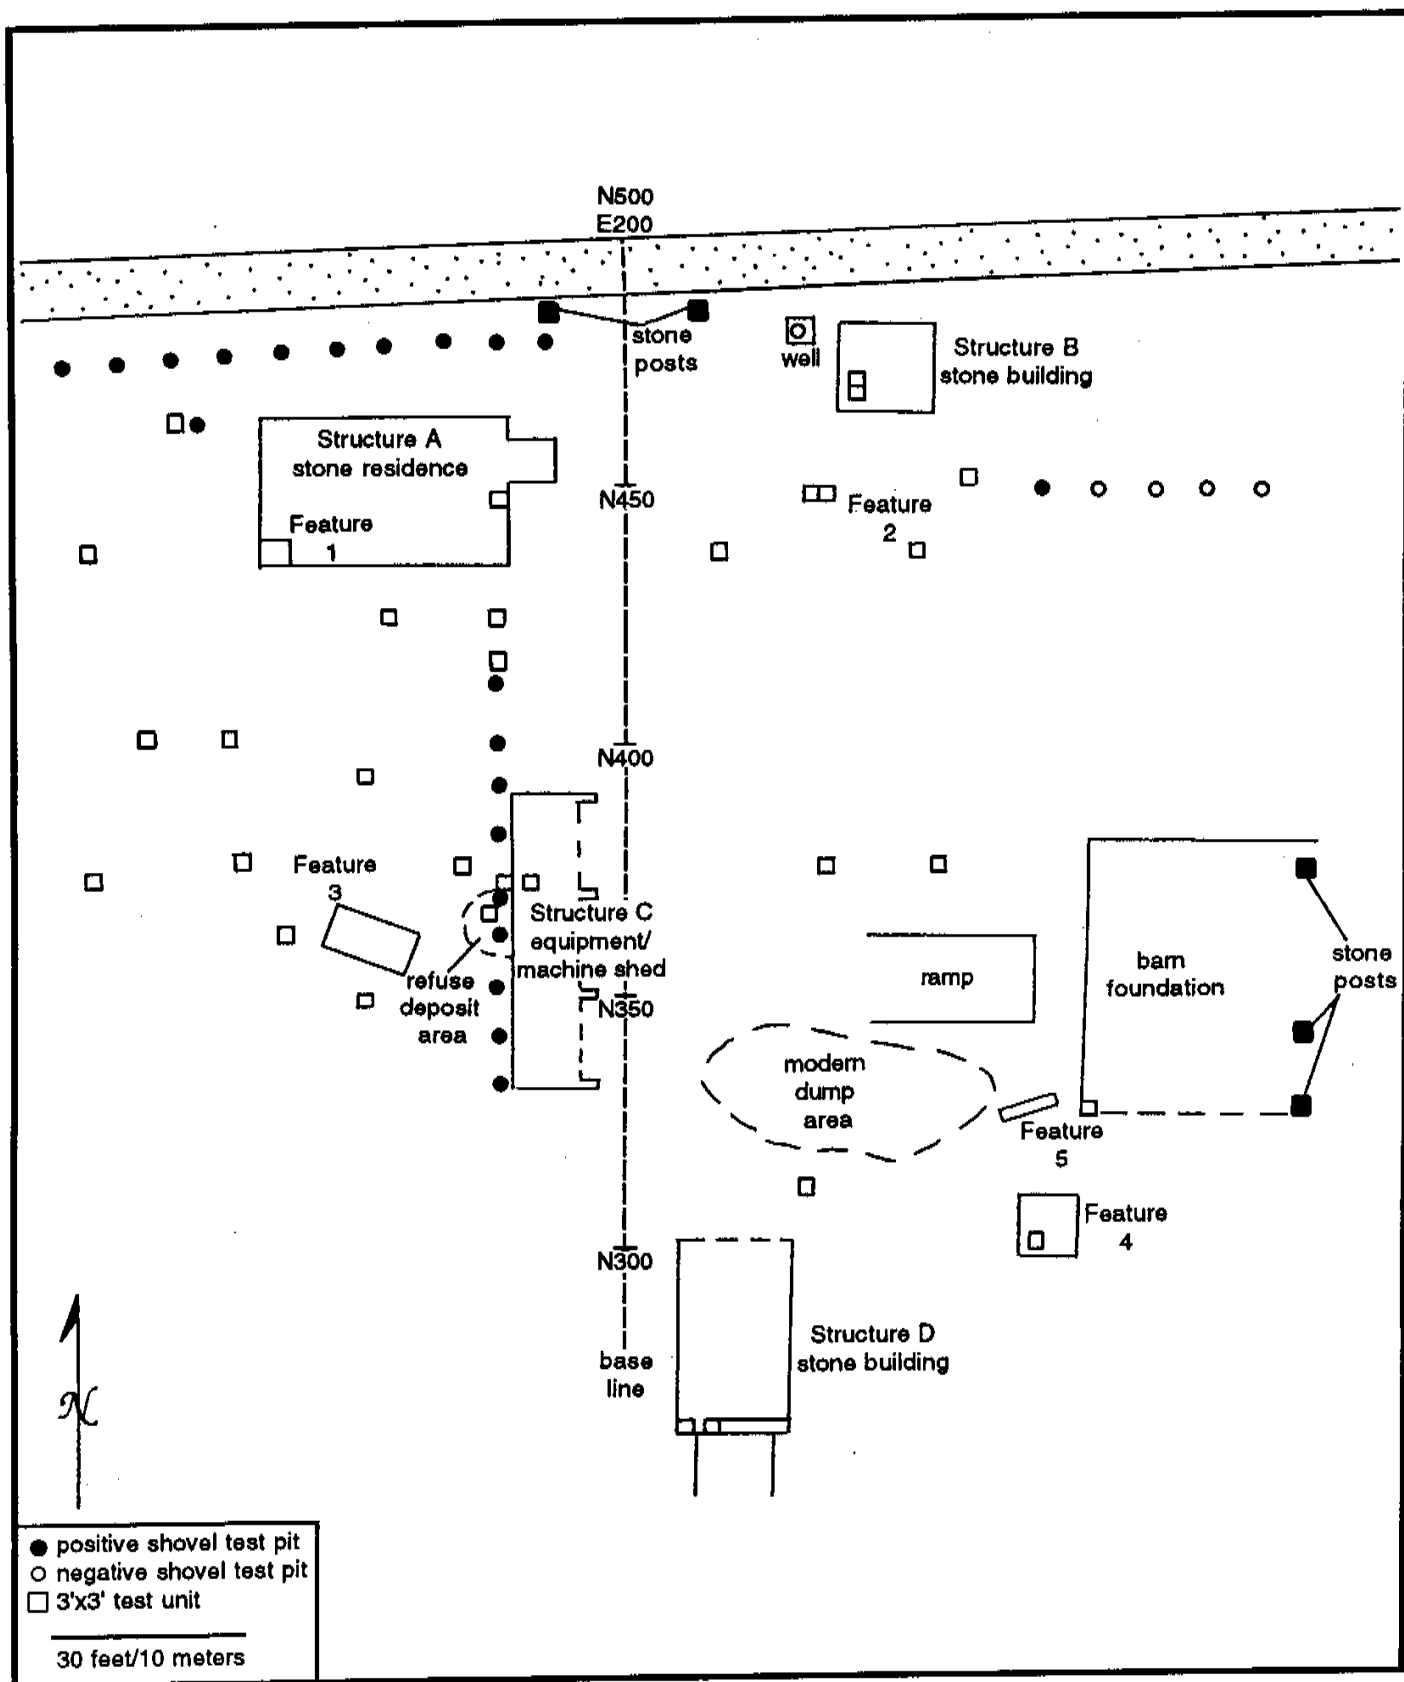 N500
E200
stone
posts
well
Structure B
stone building
Structure A
stone residence
N450
Feature
2
Feature
1
N400
Feature
3
Structure C
equipment/
machine shed
refuse
deposit
area
N350
ramp
barn
foundation
stone
posts
modern
dump
area
Feature
5
Feature
4
N300
Structure D
stone building
base
line
N
positive shovel test pit
negative shovel test pit
3'x3' test unit
30 feet/10 meters